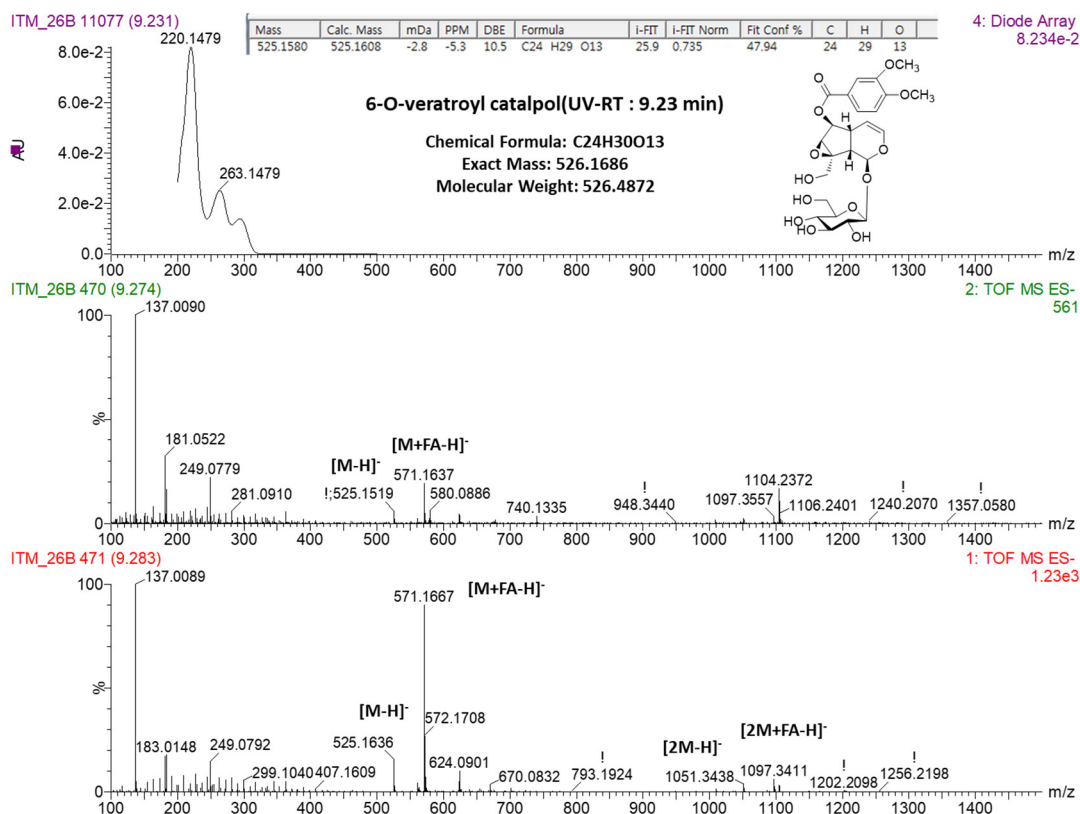 ITM_26B 11077 (9.231)
4: Diode Array
8.234e-2
Mass Calc. Mass mDa PPM DBE Formula i-FIT i-FIT Norm Fit Conf % C H O
525.1580 525.1608 -2.8 -5.3 10.5 C24 H29 O13 25.9 0.735 47.94 24 29 13
220.1479
8.0e-2
6.0e-2
AU
4.0e-2
2.0e-2
0.0
263.1479
6-O-veratroyl catalpol(UV-RT : 9.23 min)
Chemical Formula: C24H30O13
Exact Mass: 526.1686
Molecular Weight: 526.4872
OCH3
O
OCH3
O
H
O
O
H
HO
O
HO
O
HO
HO
OH
OH
100 200 300 400 500 600 700 800 900 1000 1100 1200 1300 1400 m/z
ITM_26B 470 (9.274)
2: TOF MS ES-
561
100
%
0
137.0090
181.0522
249.0779
281.0910
[M-H]-
!;525.1519
[M+FA-H]-
571.1637
580.0886
740.1335
!
948.3440
1104.2372
1097.3557
1106.2401
!
1240.2070
!
1357.0580
100 200 300 400 500 600 700 800 900 1000 1100 1200 1300 1400 m/z
ITM_26B 471 (9.283)
1: TOF MS ES-
1.23e3
100
%
0
137.0089
183.0148
249.0792
299.1040
407.1609
[M-H]-
525.1636
[M+FA-H]-
571.1667
572.1708
624.0901
670.0832
!
793.1924
[2M-H]-
1051.3438
[2M+FA-H]-
1097.3411
!
1202.2098
!
1256.2198
100 200 300 400 500 600 700 800 900 1000 1100 1200 1300 1400 m/z